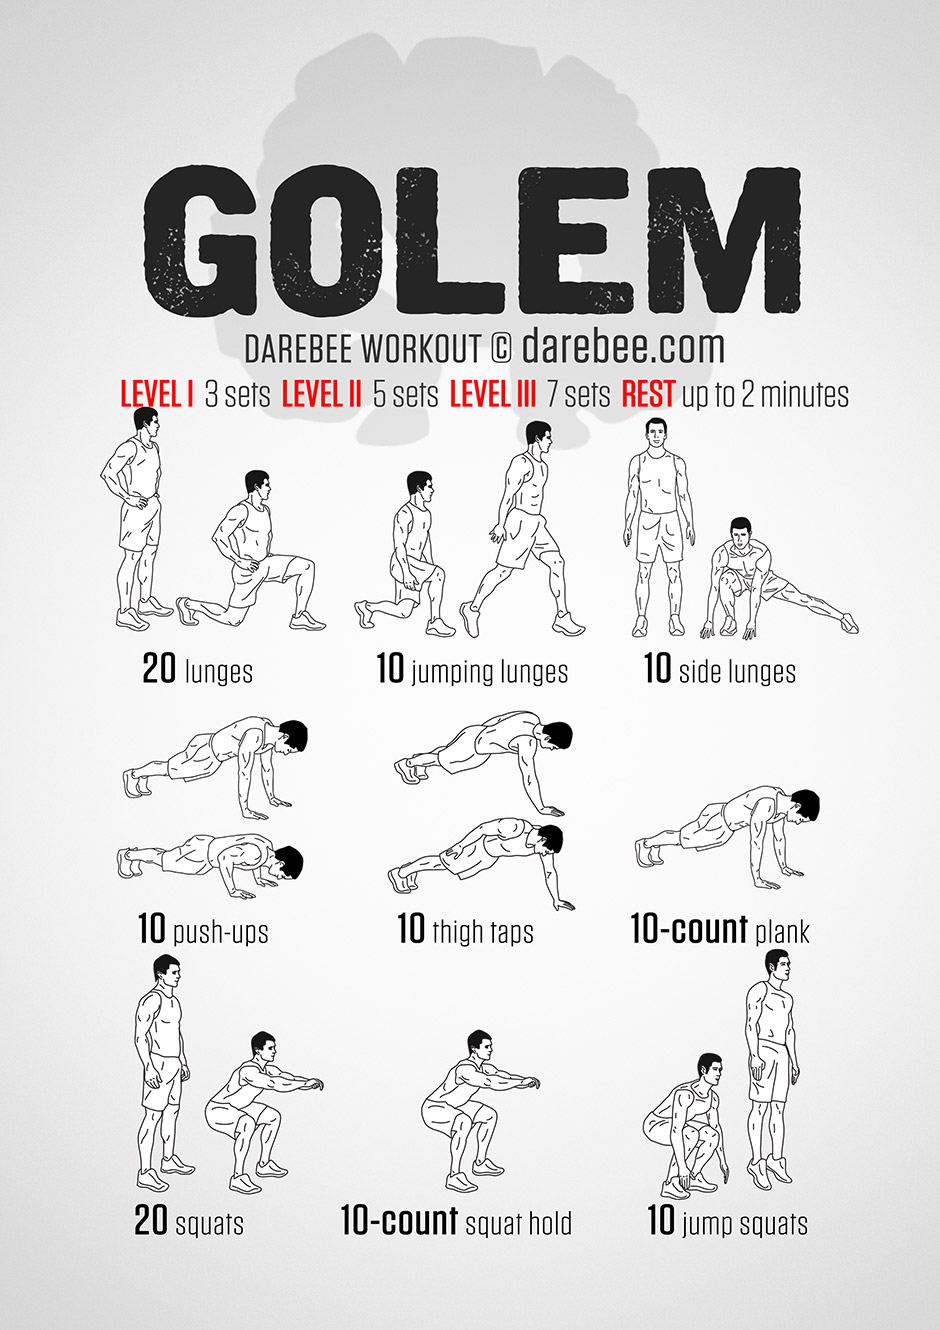 GOLEM
DAREBEE WORKOUT © darebee.com
LEVEL I 3 sets LEVEL II 5 sets LEVEL III 7 sets REST up to 2 minutes
20 lunges
10 jumping lunges
10 side lunges
10 push-ups
10 thigh taps
10-count plank
20 squats
10-count squat hold
10 jump squats